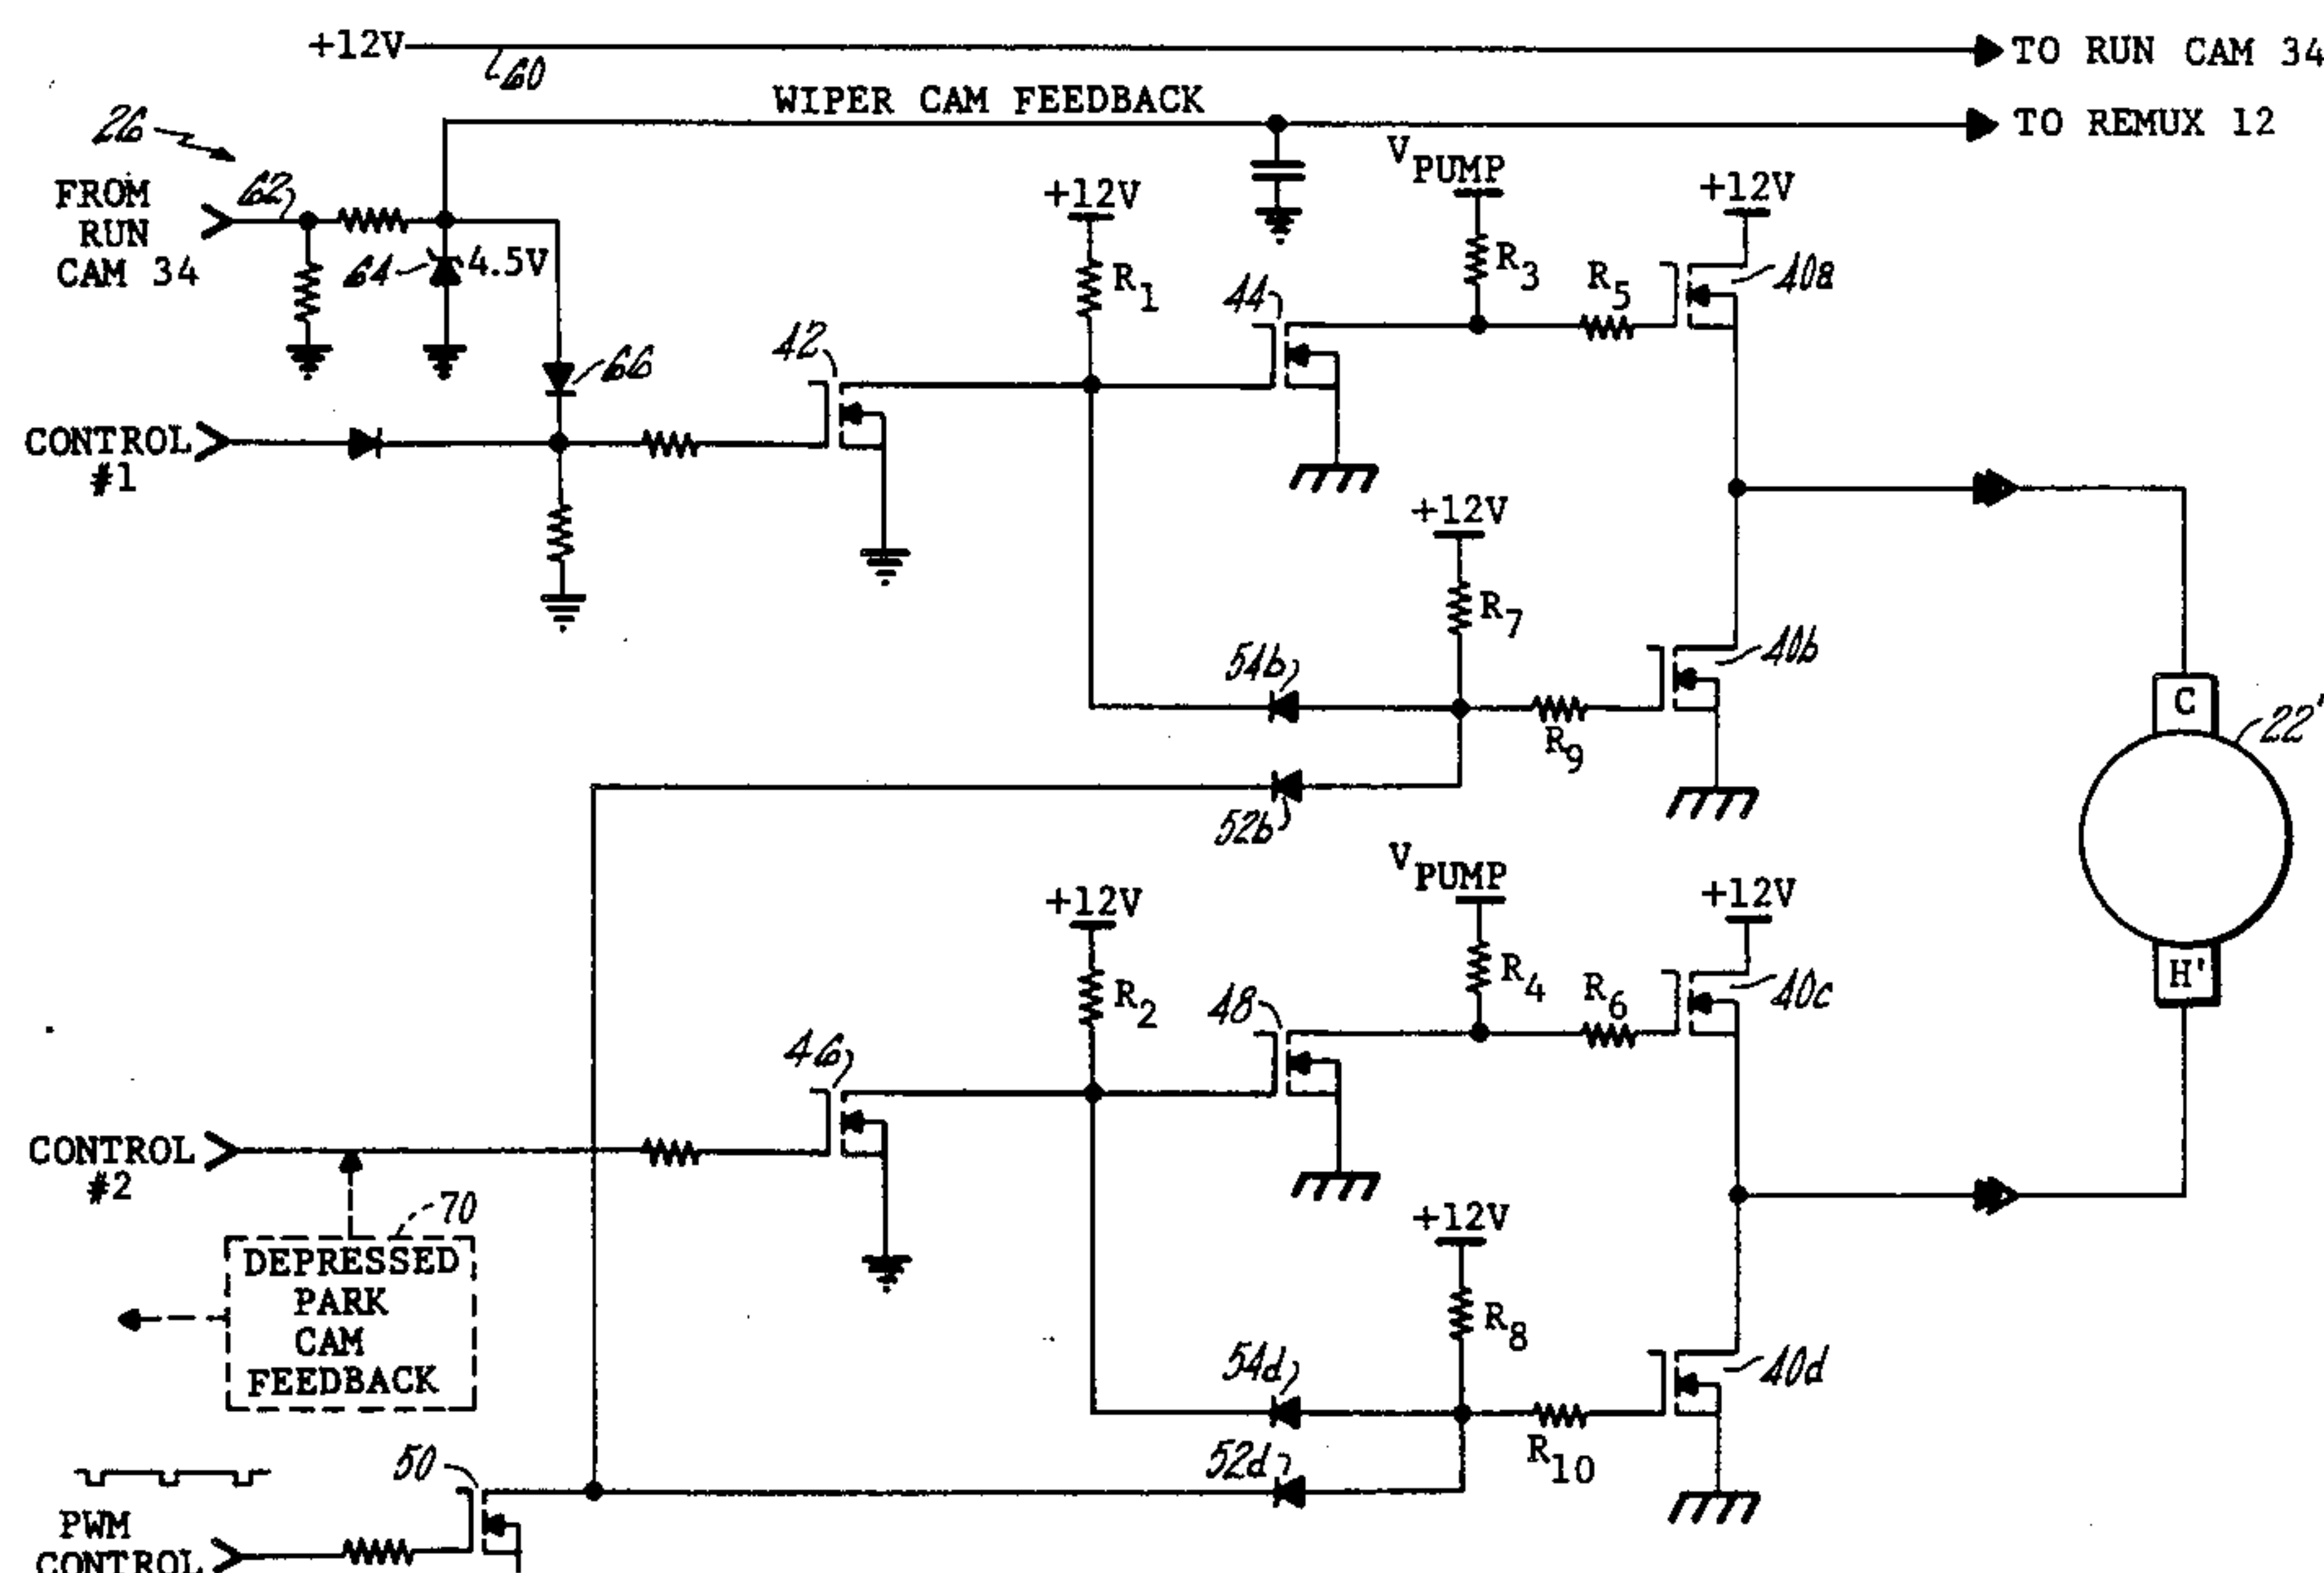 +12V
60
TO RUN CAM 34
WIPER CAM FEEDBACK
TO REMUX 12
26
FROM
RUN
CAM 34
62
64
4.5V
66
V PUMP
+12V
+12V
R1
R3
R5
40a
44
42
CONTROL
#1
+12V
R7
54b
40b
R9
52b
C
22'
H'
V PUMP
+12V
+12V
R2
R4
R6
40c
48
46
CONTROL
#2
70
DEPRESSED
PARK
CAM
FEEDBACK
+12V
R8
54d
40d
R10
52d
50
PWM
CONTROL